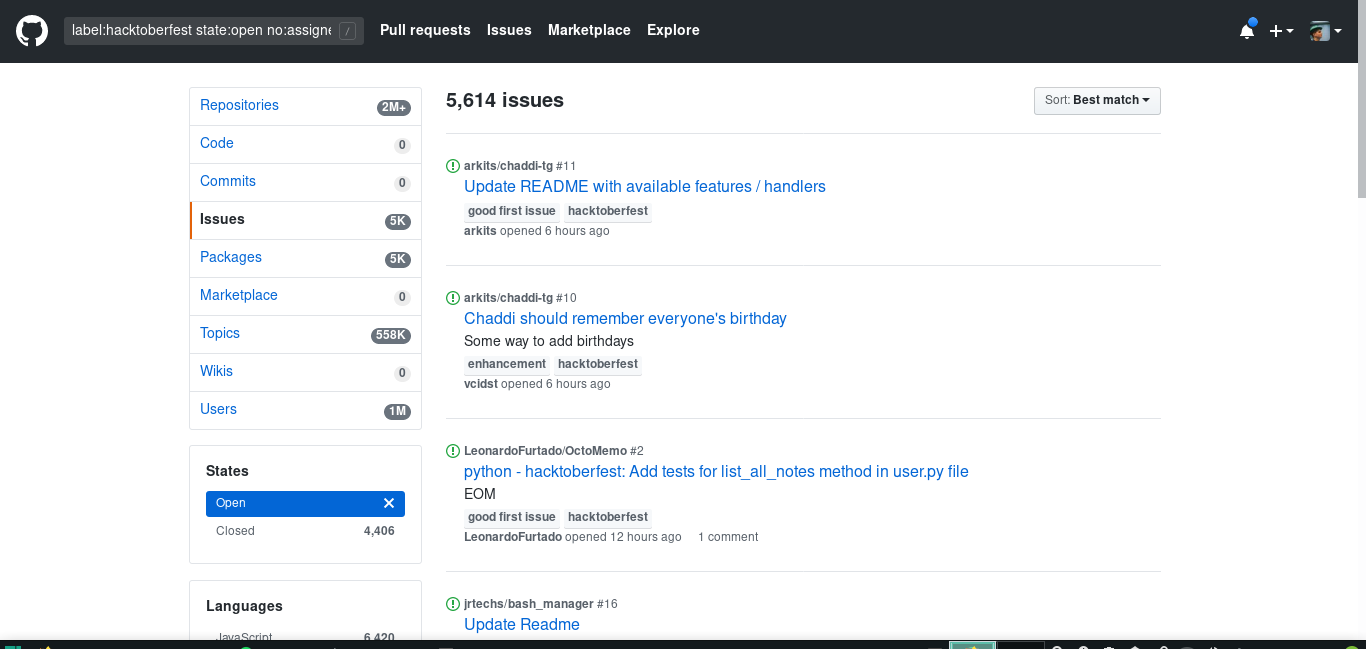 label:hacktoberfest state:open no:assigne /
Pull requests Issues Marketplace Explore
Repositories 2M+
Code 0
Commits 0
Issues 5K
Packages 5K
Marketplace 0
Topics 558K
Wikis 0
Users 1M
States
Open
Closed 4,406
Languages
JavaScript 6,420
5,614 issues
Sort: Best match
arkits/chaddi-tg #11
Update README with available features / handlers
good first issue hacktoberfest
arkits opened 6 hours ago
arkits/chaddi-tg #10
Chaddi should remember everyone's birthday
Some way to add birthdays
enhancement hacktoberfest
vcidst opened 6 hours ago
LeonardoFurtado/OctoMemo #2
python - hacktoberfest: Add tests for list_all_notes method in user.py file
EOM
good first issue hacktoberfest
LeonardoFurtado opened 12 hours ago 1 comment
jrtechs/bash_manager #16
Update Readme